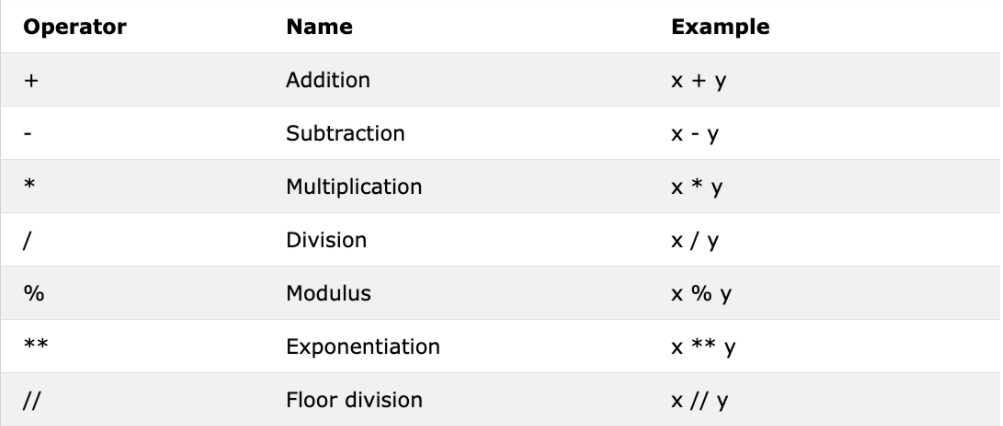 Operator Name Example
+ Addition x + y
- Subtraction x - y
* Multiplication x * y
/ Division x / y
% Modulus x % y
** Exponentiation x ** y
// Floor division x // y